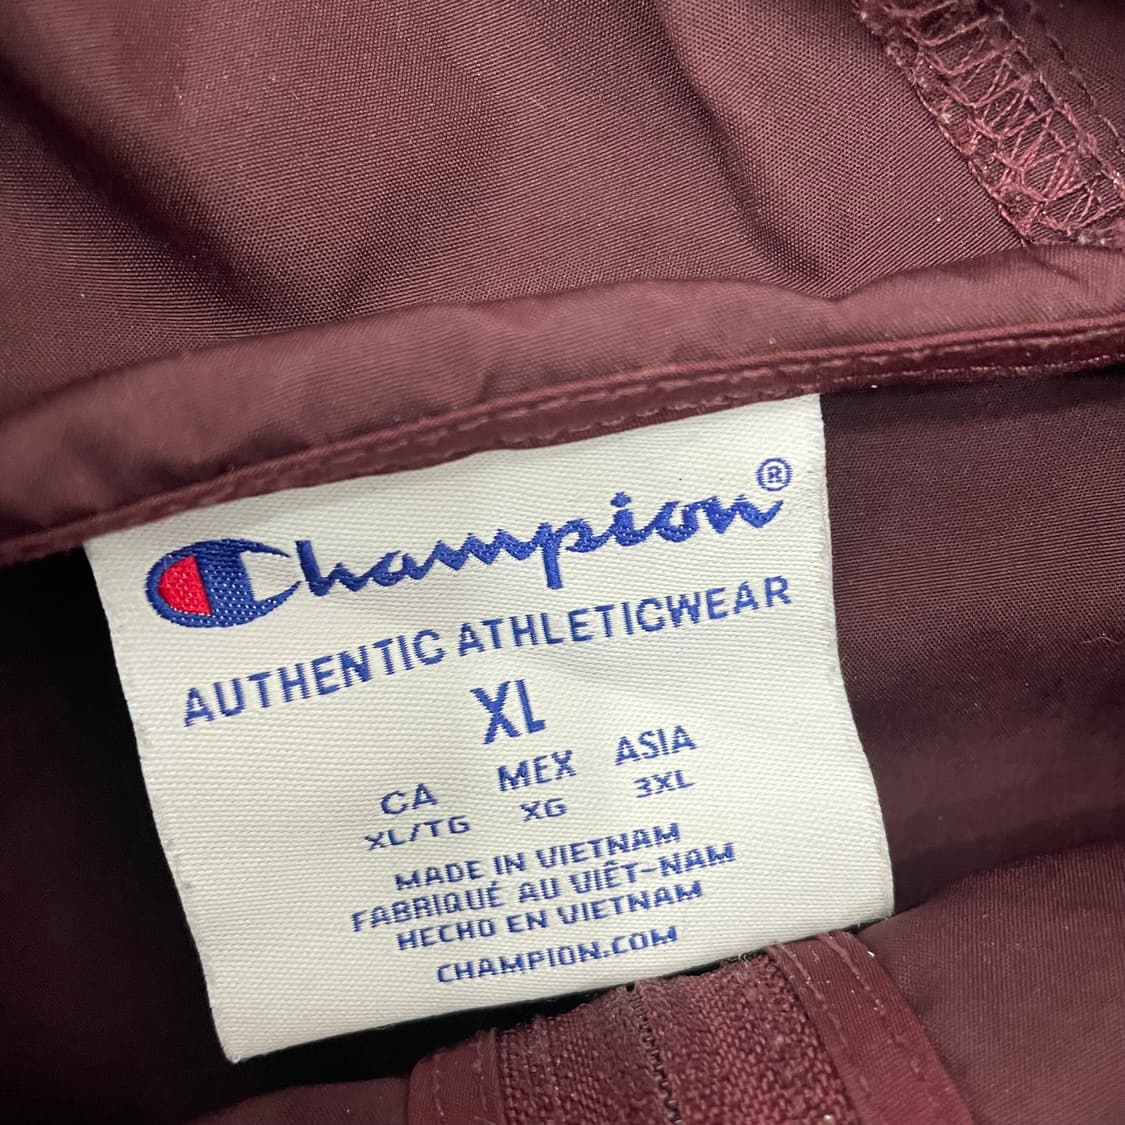 Champion®
AUTHENTIC ATHLETICWEAR
XL
CA MEX ASIA
XL/TG XG 3XL
MADE IN VIETNAM
FABRIQUÉ AU VIÊT-NAM
HECHO EN VIETNAM
CHAMPION.COM